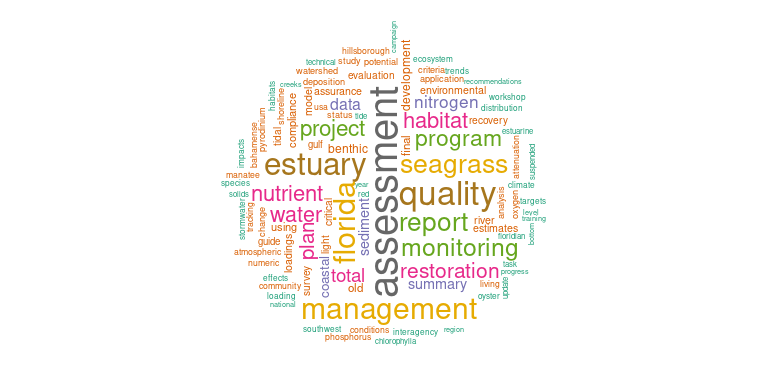 campaign
hillsborough
technical
study
potential
ecosystem
watershed
criteria
trends
deposition
evaluation
application
recommendations
habitats
creeks
shoreline
model
assurance
development
environmental
usa
data
nitrogen
workshop
distribution
status
tide
compliance
project
habitat
recovery
pyrodinium
bahamense
tidal
gulf
benthic
final
program
estuarine
impacts
estuary
assessment
seagrass
attenuation
suspended
manatee
species
year
climate
solids
nutrient
florida
red
quality
analysis
oxygen
targets
stormwater
tracking
change
water
critical
sediment
report
river
level
training
using
plan
estimates
bottom
guide
light
floridian
atmospheric
loadings
monitoring
numeric
coastal
total
restoration
task
progress
effects
community
survey
old
summary
living
update
loading
oyster
national
management
southwest
conditions
interagency
region
phosphorus
chlorophylla